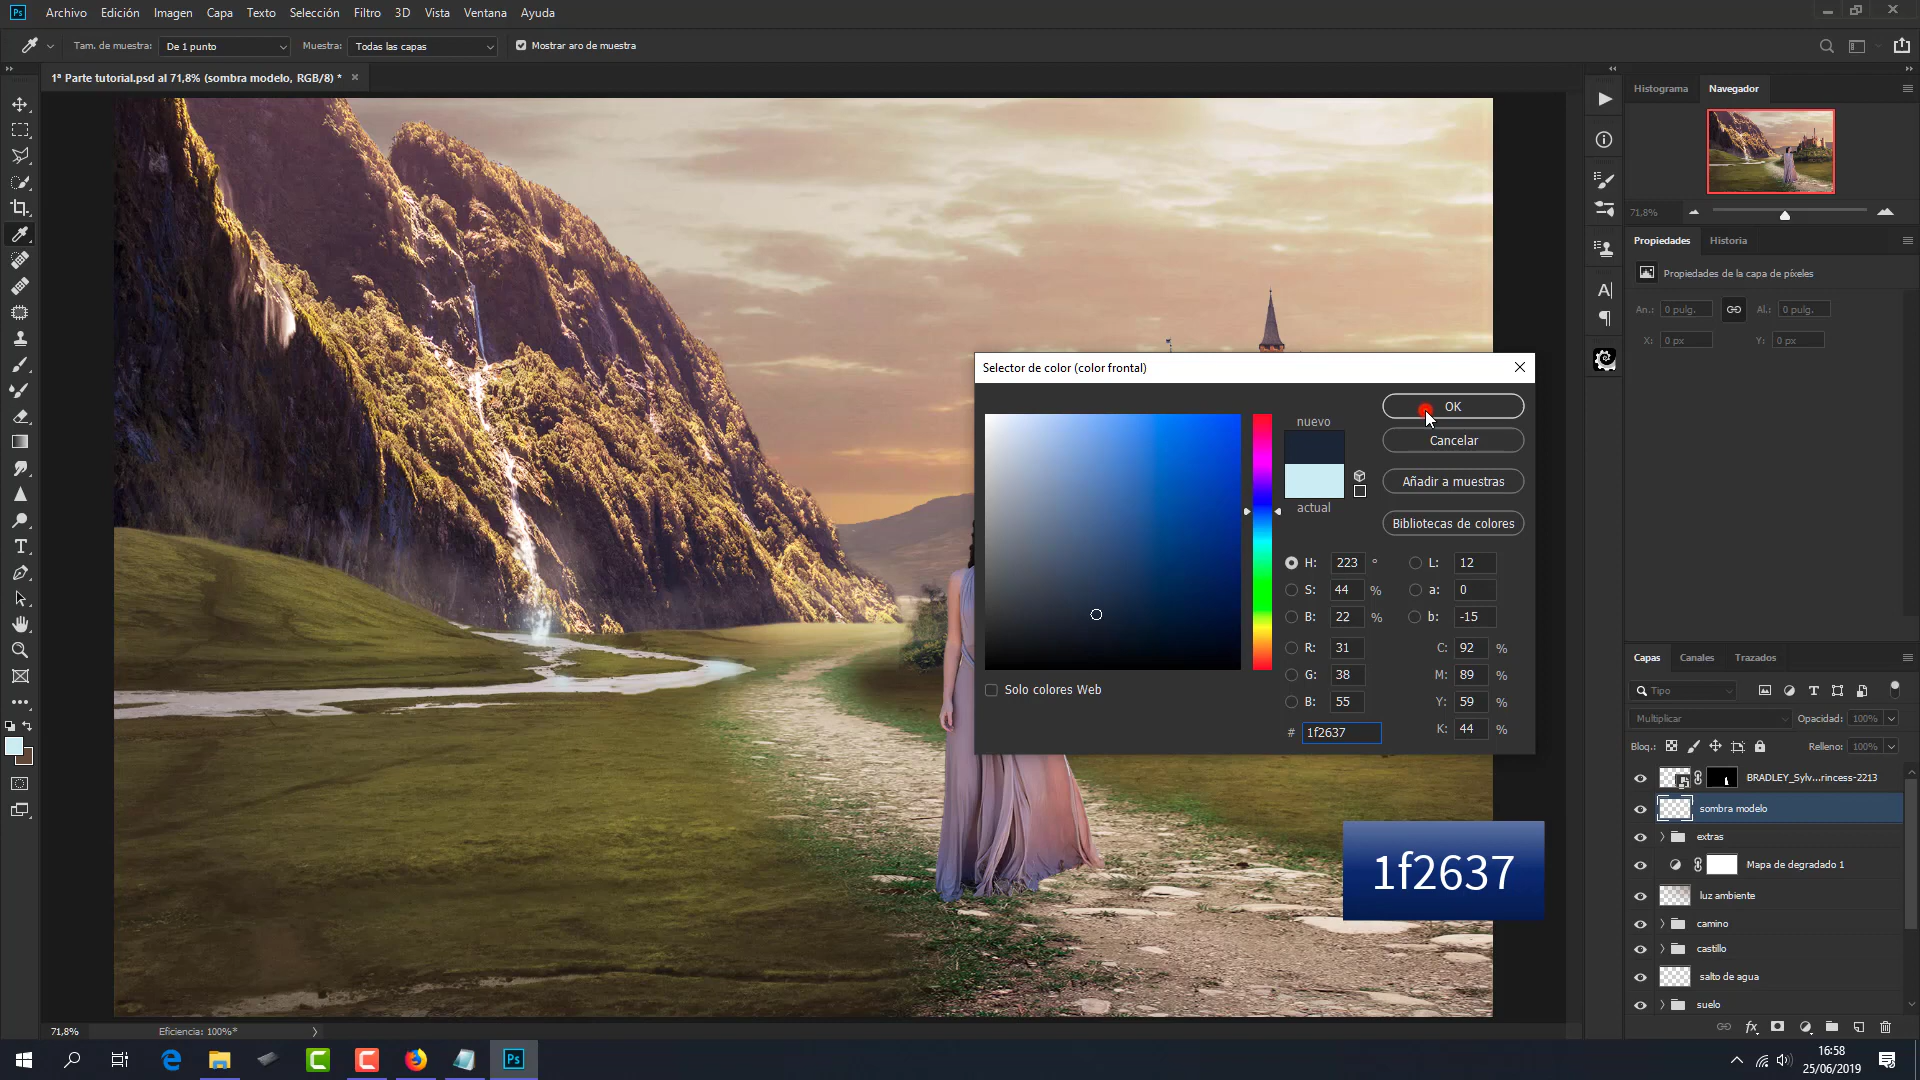 Ps Archivo Edición Imagen Capa Texto Selección Filtro 3D Vista Ventana Ayuda
Tam. de muestra: De 1 punto Muestra: Todas las capas Mostrar aro de muestra
1ª Parte tutorial.psd al 71,8% (sombra modelo, RGB/8) *
Histograma Navegador
71,8%
Propiedades Historia
Propiedades de la capa de píxeles
An.: 0 pulg. Al.: 0 pulg.
X: 0 px Y: 0 px
Selector de color (color frontal)
nuevo
actual
OK
Cancelar
Añadir a muestras
Bibliotecas de colores
H: 223 ° L: 12
S: 44 % a: 0
B: 22 % b: -15
R: 31 C: 92 %
G: 38 M: 89 %
B: 55 Y: 59 %
# 1f2637 K: 44 %
Solo colores Web
1f2637
Capas Canales Trazados
Tipo
Multiplicar Opacidad: 100%
Bloq.: Relleno: 100%
BRADLEY_Sylv...rincess-2213
sombra modelo
extras
Mapa de degradado 1
luz ambiente
camino
castillo
salto de agua
suelo
fx
71,8% Eficiencia: 100%*
Ps
16:58
25/06/2019